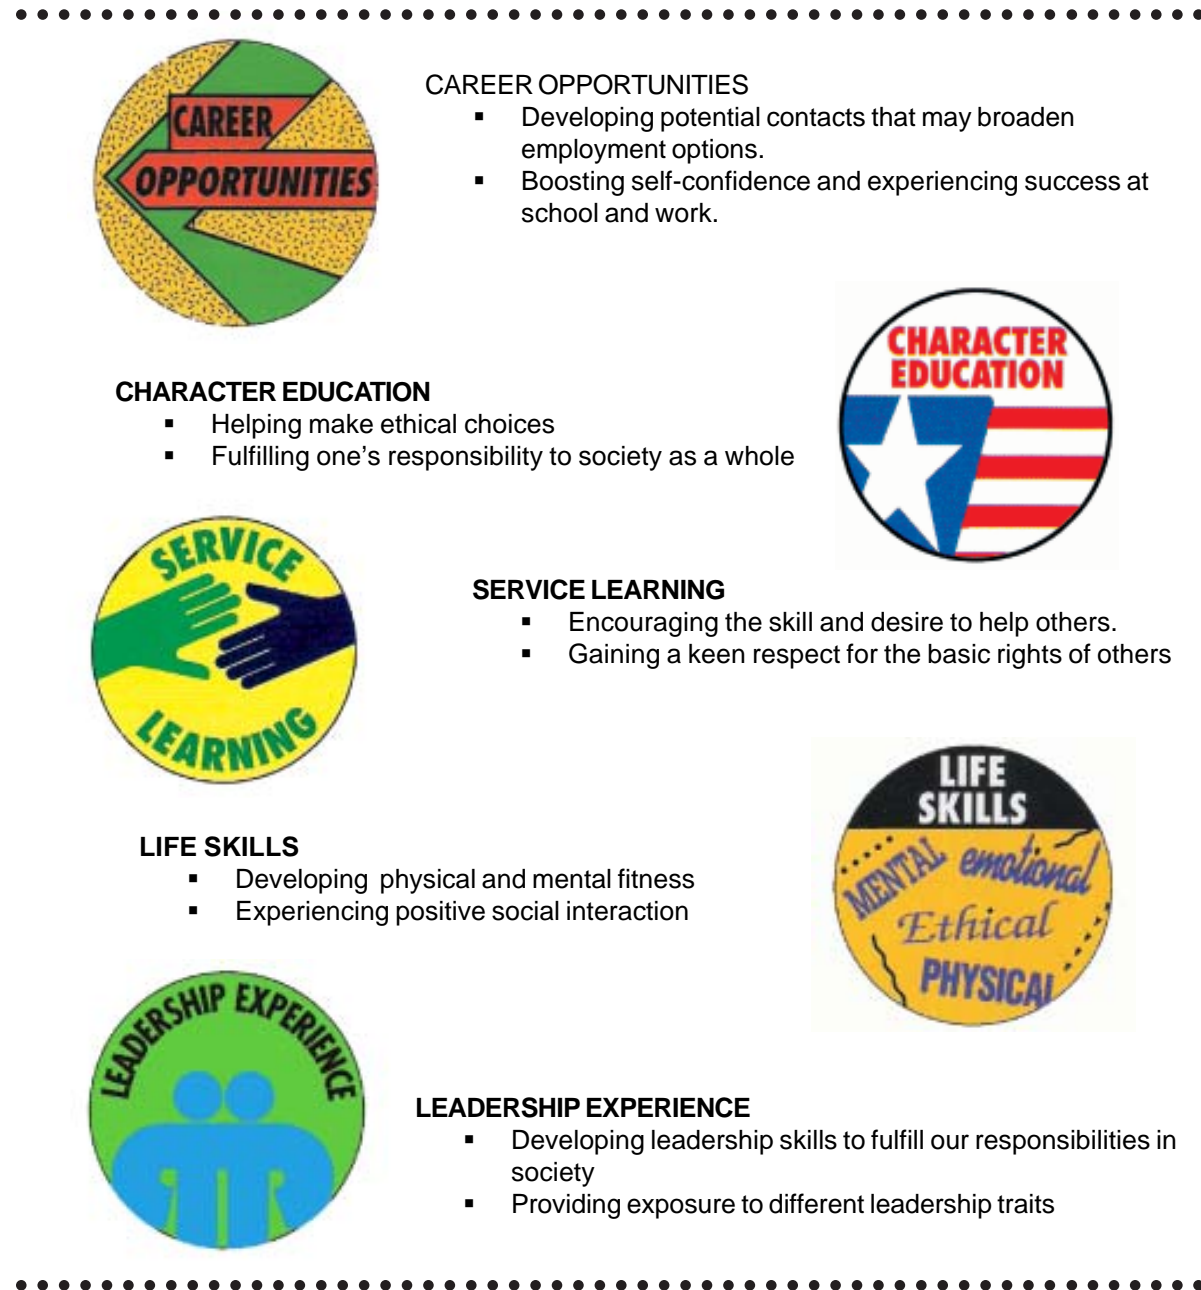 CAREER
OPPORTUNITIES
CAREER OPPORTUNITIES
▪ Developing potential contacts that may broaden
employment options.
▪ Boosting self-confidence and experiencing success at
school and work.
CHARACTER
EDUCATION
CHARACTER EDUCATION
▪ Helping make ethical choices
▪ Fulfilling one’s responsibility to society as a whole
SERVICE
LEARNING
SERVICE LEARNING
▪ Encouraging the skill and desire to help others.
▪ Gaining a keen respect for the basic rights of others
LIFE
SKILLS
MENTAL emotional
Ethical
PHYSICAL
LIFE SKILLS
▪ Developing physical and mental fitness
▪ Experiencing positive social interaction
LEADERSHIP EXPERIENCE
LEADERSHIP EXPERIENCE
▪ Developing leadership skills to fulfill our responsibilities in
society
▪ Providing exposure to different leadership traits